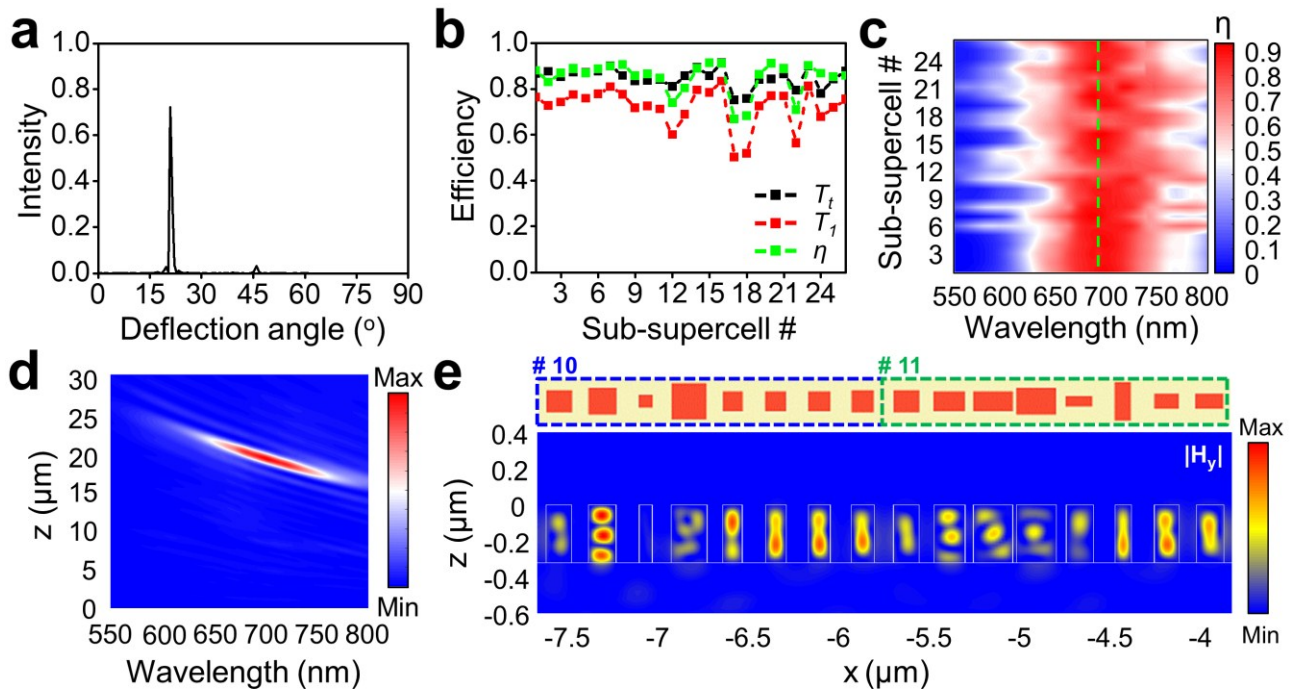 a
Intensity
1.0
0.8
0.6
0.4
0.2
0.0
0 15 30 45 60 75 90
Deflection angle (o)
b
Efficiency
1.0
0.8
0.6
0.4
0.2
0.0
Tt
T1
η
3 6 9 12 15 18 21 24
Sub-supercell #
c
η
Sub-supercell #
24
21
18
15
12
9
6
3
550 600 650 700 750 800
Wavelength (nm)
0.9
0.8
0.7
0.6
0.5
0.4
0.3
0.2
0.1
0
d
z (µm)
30
25
20
15
10
5
0
550 600 650 700 750 800
Wavelength (nm)
Max
Min
e
# 10
# 11
z (µm)
0.4
0.2
0
-0.2
-0.4
-0.6
|Hy|
-7.5 -7 -6.5 -6 -5.5 -5 -4.5 -4
x (µm)
Max
Min